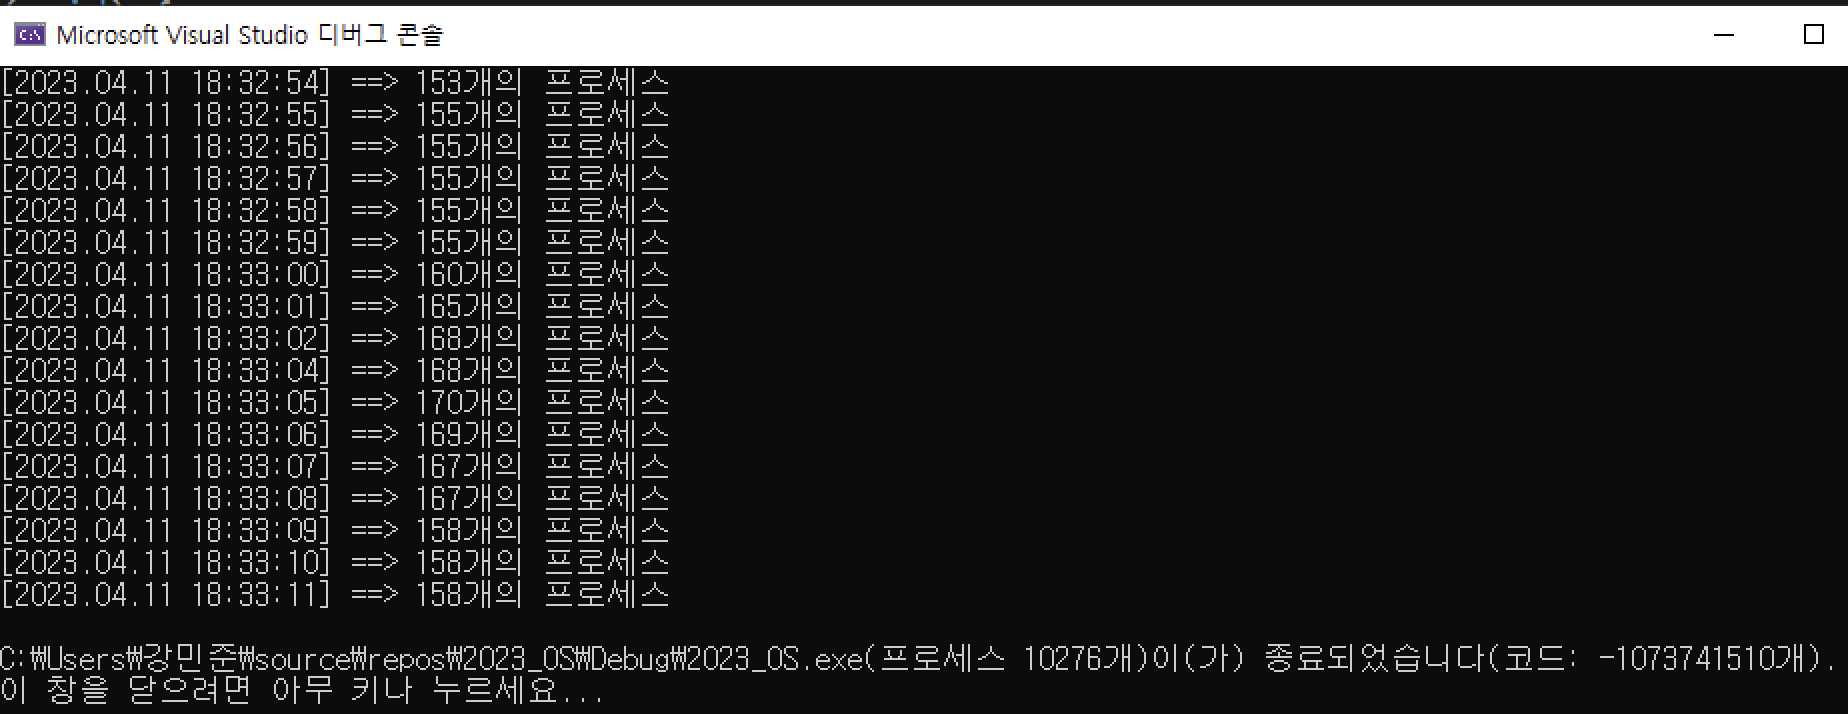 Microsoft Visual Studio 디버그 콘솔
[2023.04.11 18:32:54] ==> 153개의 프로세스
[2023.04.11 18:32:55] ==> 155개의 프로세스
[2023.04.11 18:32:56] ==> 155개의 프로세스
[2023.04.11 18:32:57] ==> 155개의 프로세스
[2023.04.11 18:32:58] ==> 155개의 프로세스
[2023.04.11 18:32:59] ==> 155개의 프로세스
[2023.04.11 18:33:00] ==> 160개의 프로세스
[2023.04.11 18:33:01] ==> 165개의 프로세스
[2023.04.11 18:33:02] ==> 168개의 프로세스
[2023.04.11 18:33:04] ==> 168개의 프로세스
[2023.04.11 18:33:05] ==> 170개의 프로세스
[2023.04.11 18:33:06] ==> 169개의 프로세스
[2023.04.11 18:33:07] ==> 167개의 프로세스
[2023.04.11 18:33:08] ==> 167개의 프로세스
[2023.04.11 18:33:09] ==> 158개의 프로세스
[2023.04.11 18:33:10] ==> 158개의 프로세스
[2023.04.11 18:33:11] ==> 158개의 프로세스
C:₩Users₩강민준₩source₩repos₩2023_OS₩Debug₩2023_OS.exe(프로세스 10276개)이(가) 종료되었습니다(코드: -1073741510개).
이 창을 닫으려면 아무 키나 누르세요...